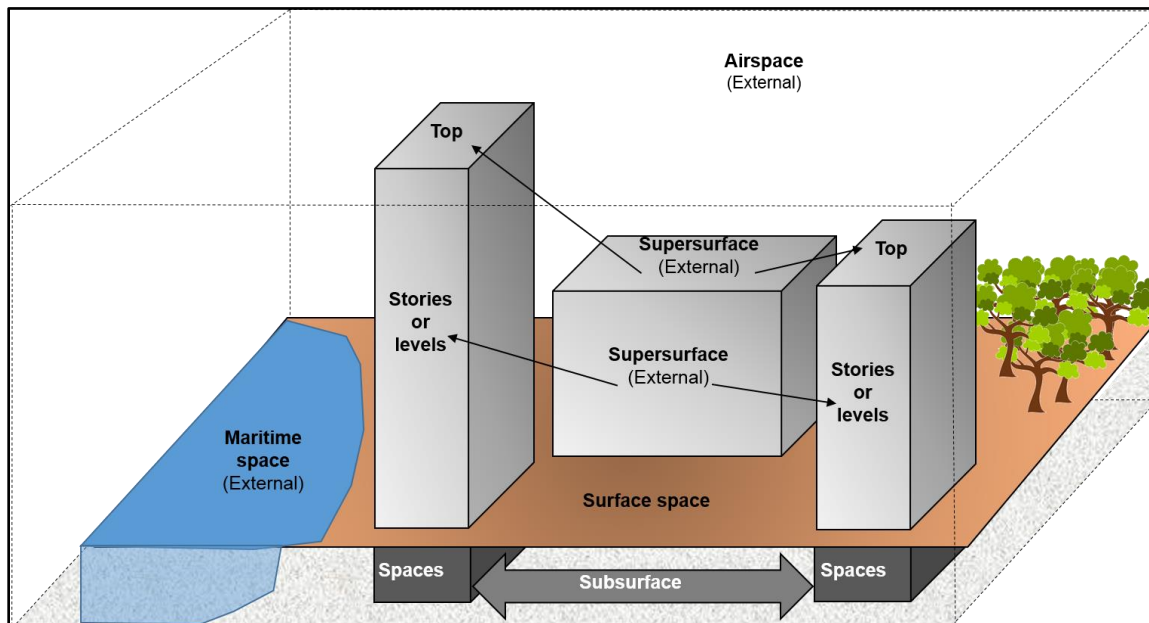 Airspace
(External)
Top
Supersurface
(External)
Top
Stories
or
levels
Supersurface
(External)
Stories
or
levels
Maritime
space
(External)
Surface space
Spaces
Subsurface
Spaces